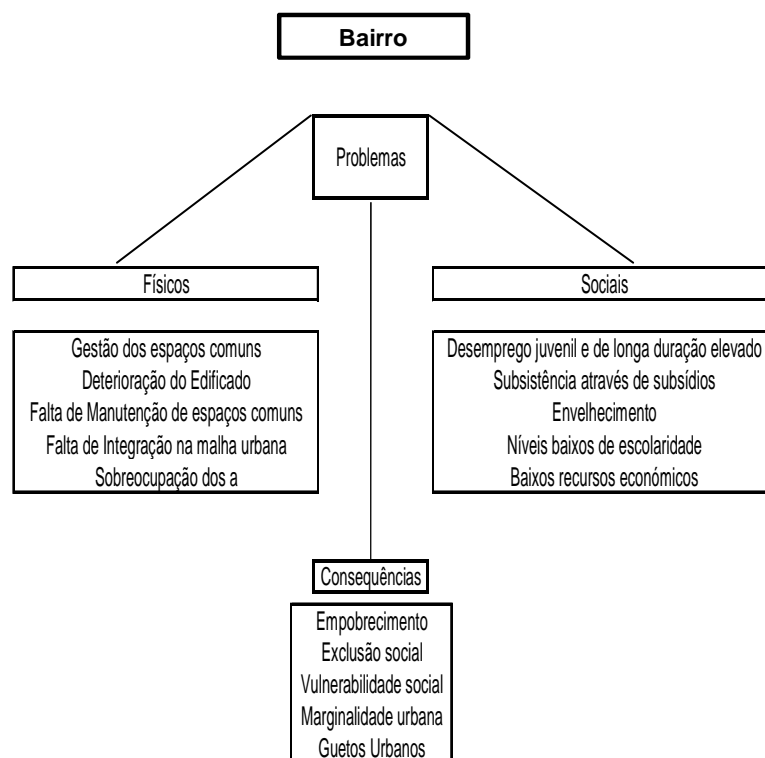 Bairro
Problemas
Físicos
Gestão dos espaços comuns
Deterioração do Edificado
Falta de Manutenção de espaços comuns
Falta de Integração na malha urbana
Sobreocupação dos a
Sociais
Desemprego juvenil e de longa duração elevado
Subsistência através de subsídios
Envelhecimento
Níveis baixos de escolaridade
Baixos recursos económicos
Consequências
Empobrecimento
Exclusão social
Vulnerabilidade social
Marginalidade urbana
Guetos Urbanos